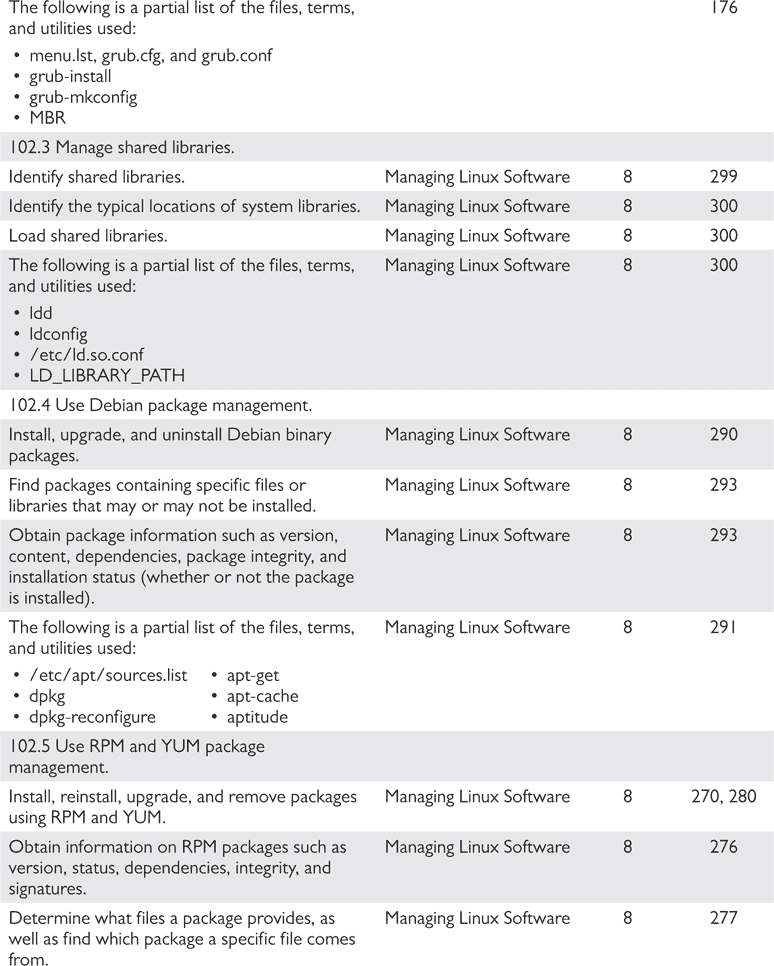 The following is a partial list of the files, terms, 176
and utilities used:
• menu.lst, grub.cfg, and grub.conf
• grub-install
• grub-mkconfig
• MBR
102.3 Manage shared libraries.
Identify shared libraries. Managing Linux Software 8 299
Identify the typical locations of system libraries. Managing Linux Software 8 300
Load shared libraries. Managing Linux Software 8 300
The following is a partial list of the files, terms, Managing Linux Software 8 300
and utilities used:
• ldd
• ldconfig
• /etc/ld.so.conf
• LD_LIBRARY_PATH
102.4 Use Debian package management.
Install, upgrade, and uninstall Debian binary Managing Linux Software 8 290
packages.
Find packages containing specific files or Managing Linux Software 8 293
libraries that may or may not be installed.
Obtain package information such as version, Managing Linux Software 8 293
content, dependencies, package integrity, and
installation status (whether or not the package
is installed).
The following is a partial list of the files, terms, Managing Linux Software 8 291
and utilities used:
• /etc/apt/sources.list • apt-get
• dpkg • apt-cache
• dpkg-reconfigure • aptitude
102.5 Use RPM and YUM package
management.
Install, reinstall, upgrade, and remove packages Managing Linux Software 8 270, 280
using RPM and YUM.
Obtain information on RPM packages such as Managing Linux Software 8 276
version, status, dependencies, integrity, and
signatures.
Determine what files a package provides, as Managing Linux Software 8 277
well as find which package a specific file comes
from.